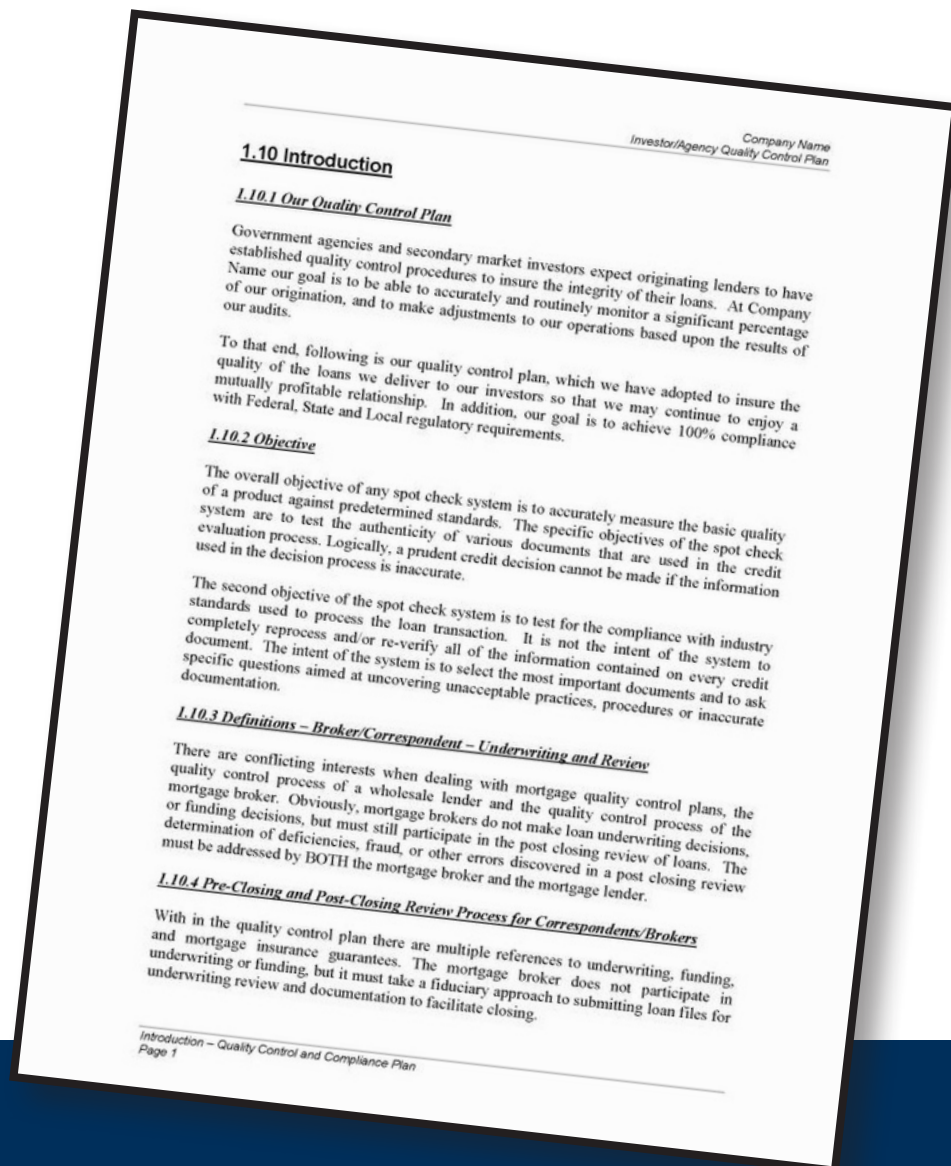 Company Name
Investor/Agency Quality Control Plan
1.10 Introduction
1.10.1 Our Quality Control Plan
Government agencies and secondary market investors expect originating lenders to have
established quality control procedures to insure the integrity of their loans. At Company
Name our goal is to be able to accurately and routinely monitor a significant percentage
of our origination, and to make adjustments to our operations based upon the results of
our audits.
To that end, following is our quality control plan, which we have adopted to insure the
quality of the loans we deliver to our investors so that we may continue to enjoy a
mutually profitable relationship. In addition, our goal is to achieve 100% compliance
with Federal, State and Local regulatory requirements.
1.10.2 Objective
The overall objective of any spot check system is to accurately measure the basic quality
of a product against predetermined standards. The specific objectives of the spot check
system are to test the authenticity of various documents that are used in the credit
evaluation process. Logically, a prudent credit decision cannot be made if the information
used in the decision process is inaccurate.
The second objective of the spot check system is to test for the compliance with industry
standards used to process the loan transaction. It is not the intent of the system to
completely reprocess and/or re-verify all of the information contained on every credit
document. The intent of the system is to select the most important documents and to ask
specific questions aimed at uncovering unacceptable practices, procedures or inaccurate
documentation.
1.10.3 Definitions – Broker/Correspondent – Underwriting and Review
There are conflicting interests when dealing with mortgage quality control plans, the
quality control process of a wholesale lender and the quality control process of the
mortgage broker. Obviously, mortgage brokers do not make loan underwriting decisions,
or funding decisions, but must still participate in the post closing review of loans. The
determination of deficiencies, fraud, or other errors discovered in a post closing review
must be addressed by BOTH the mortgage broker and the mortgage lender.
1.10.4 Pre-Closing and Post-Closing Review Process for Correspondents/Brokers
With in the quality control plan there are multiple references to underwriting, funding,
and mortgage insurance guarantees. The mortgage broker does not participate in
underwriting or funding, but it must take a fiduciary approach to submitting loan files for
underwriting review and documentation to facilitate closing.
Introduction – Quality Control and Compliance Plan
Page 1